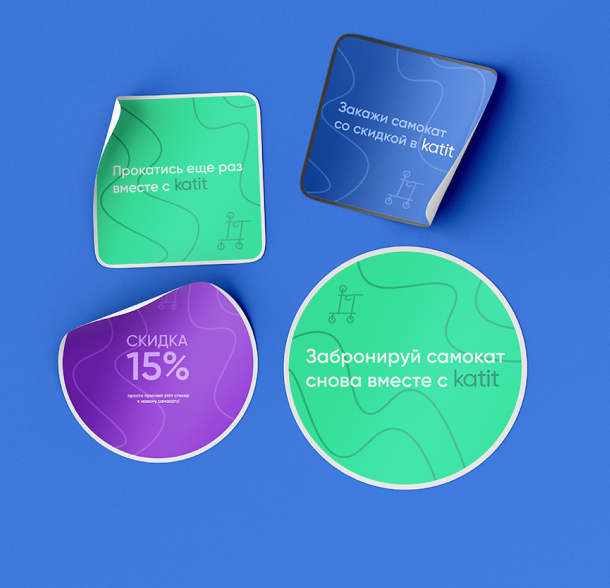 Закажи самокат
со скидкой в katit
Прокатись еще раз
вместе с katit
СКИДКА
15%
просто приклей этот стикер
к новому самокату!
Забронируй самокат
снова вместе с katit